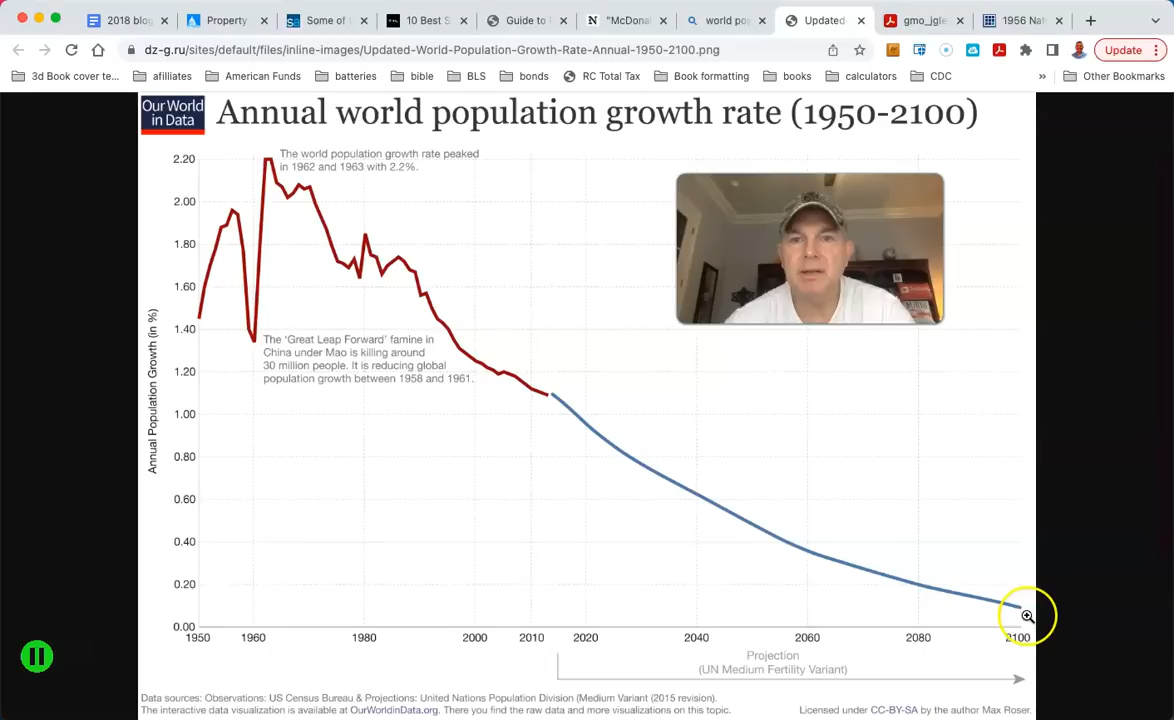 2018 blog
Property
Some of t
10 Best S
Guide to
"McDonal
world pop
Updated-
gmo_jgle
1956 Nat
dz-g.ru/sites/default/files/inline-images/Updated-World-Population-Growth-Rate-Annual-1950-2100.png
Update
3d Book cover te...
afilliates
American Funds
batteries
bible
BLS
bonds
RC Total Tax
Book formatting
books
calculators
CDC
»
Other Bookmarks
Our World
in Data
Annual world population growth rate (1950-2100)
The world population growth rate peaked
in 1962 and 1963 with 2.2%.
2.20
2.00
1.80
1.60
1.40
1.20
1.00
0.80
0.60
0.40
0.20
0.00
Annual Population Growth (in %)
The 'Great Leap Forward' famine in
China under Mao is killing around
30 million people. It is reducing global
population growth between 1958 and 1961.
1950 1960 1980 2000 2010 2020 2040 2060 2080 2100
Projection
(UN Medium Fertility Variant)
Data sources: Observations: US Census Bureau & Projections: United Nations Population Division (Medium Variant (2015 revision).
The interactive data visualization is available at OurWorldinData.org. There you find the raw data and more visualizations on this topic.
Licensed under CC-BY-SA by the author Max Roser.